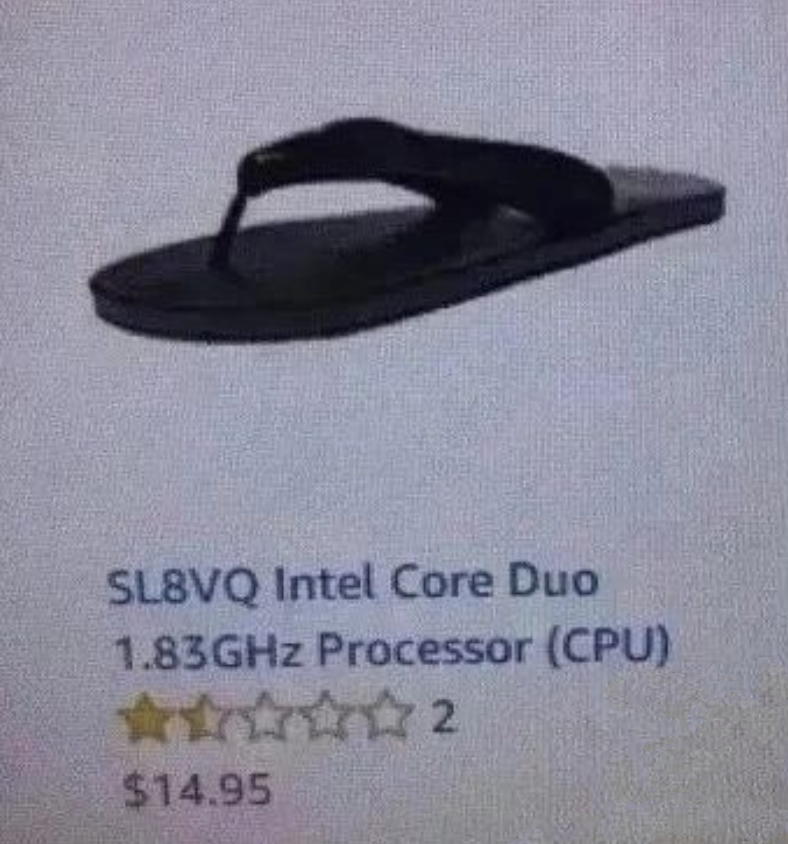 SL8VQ Intel Core Duo
1.83GHz Processor (CPU)
2
$14.95